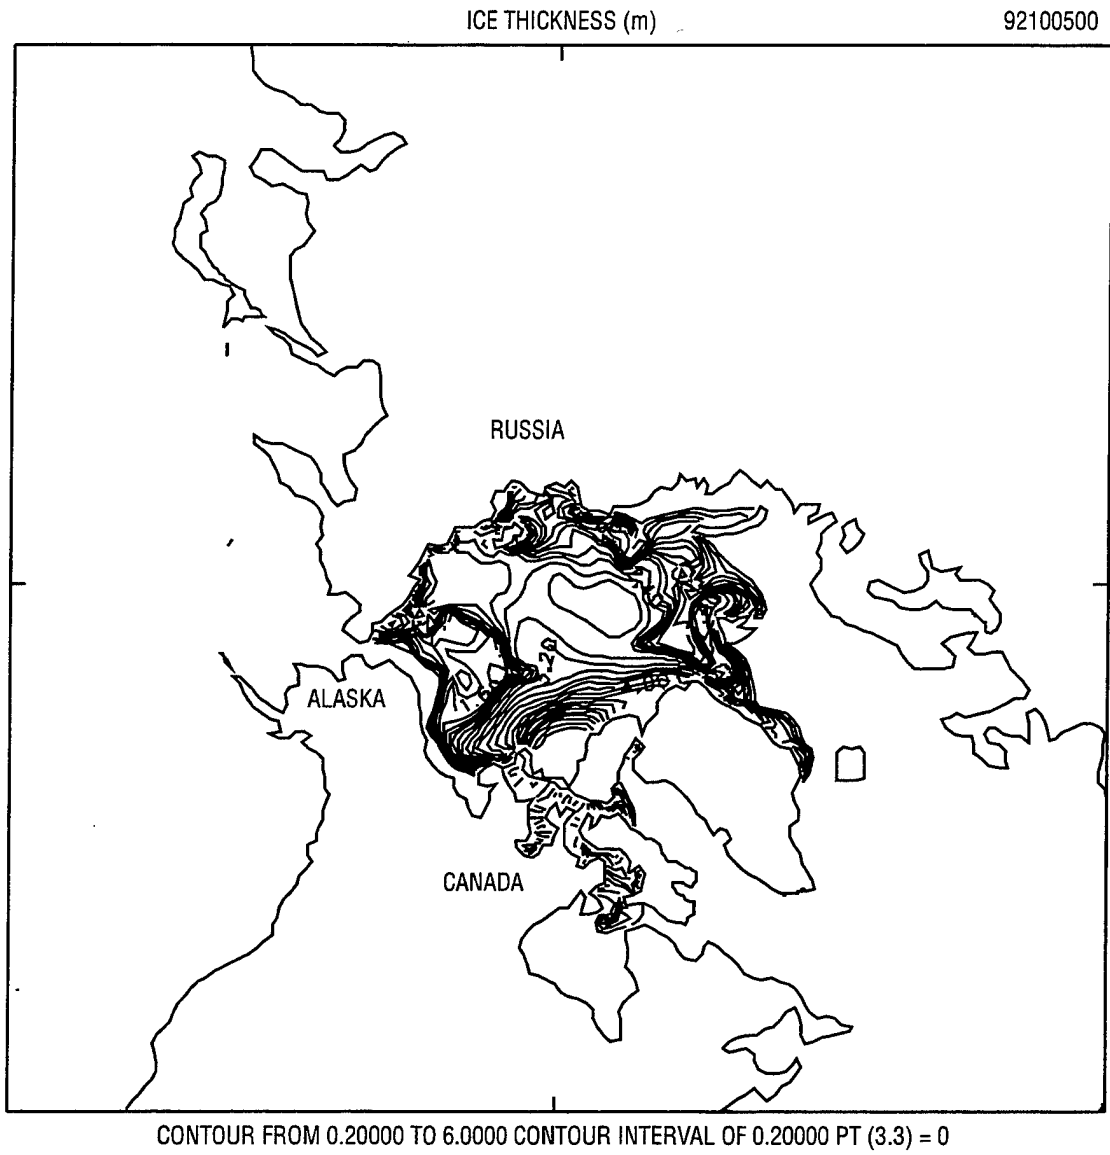 ICE THICKNESS (m) 92100500
RUSSIA
ALASKA
CANADA
CONTOUR FROM 0.20000 TO 6.0000 CONTOUR INTERVAL OF 0.20000 PT (3.3) = 0